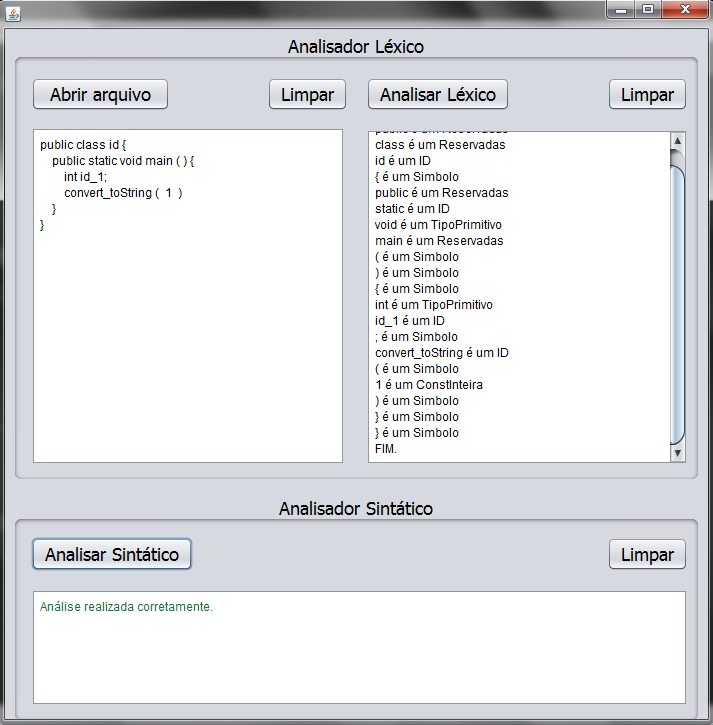 Analisador Léxico
Abrir arquivo
Limpar
Analisar Léxico
Limpar
public class id {
public static void main ( ) {
int id_1;
convert_toString (  1  )
}
}
public é um Reservadas
class é um Reservadas
id é um ID
{ é um Simbolo
public é um Reservadas
static é um ID
void é um TipoPrimitivo
main é um Reservadas
( é um Simbolo
) é um Simbolo
{ é um Simbolo
int é um TipoPrimitivo
id_1 é um ID
; é um Simbolo
convert_toString é um ID
( é um Simbolo
1 é um ConstInteira
) é um Simbolo
} é um Simbolo
} é um Simbolo
FIM.
Analisador Sintático
Analisar Sintático
Limpar
Análise realizada corretamente.